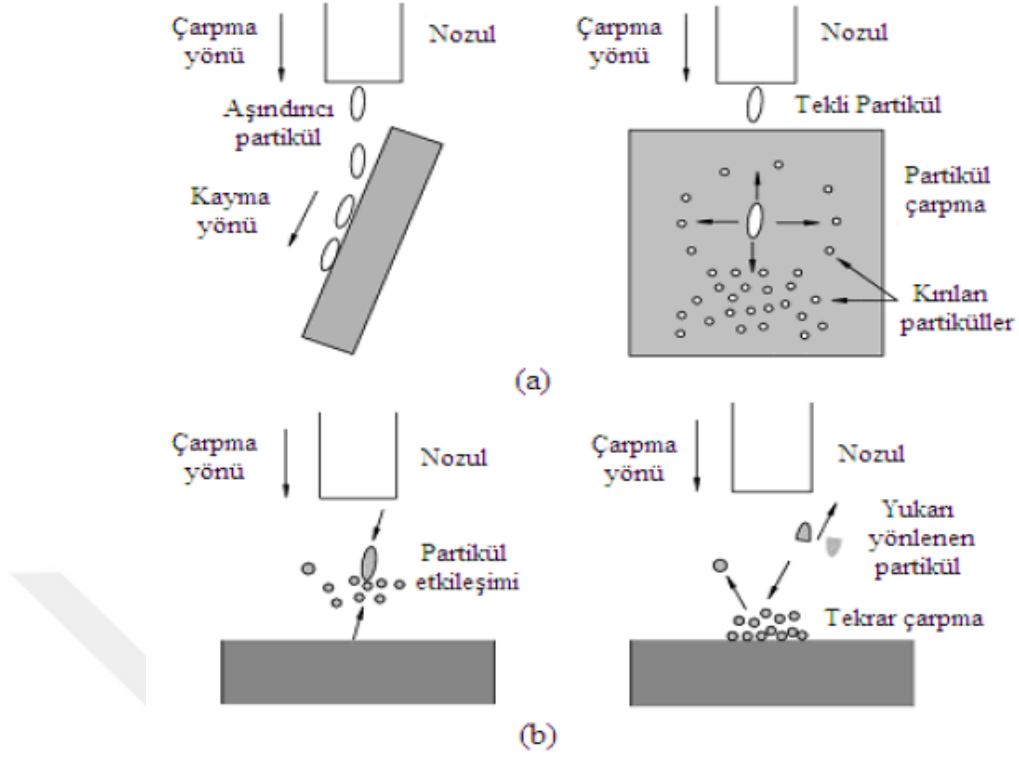 Çarpma
yönü
Nozul
Aşındırıcı
partikül
Kayma
yönü
Çarpma
yönü
Nozul
Tekli Partikül
Partikül
çarpma
Kırılan
partiküller
(a)
Çarpma
yönü
Nozul
Partikül
etkileşimi
Çarpma
yönü
Nozul
Yukarı
yönlenen
partikül
Tekrar çarpma
(b)